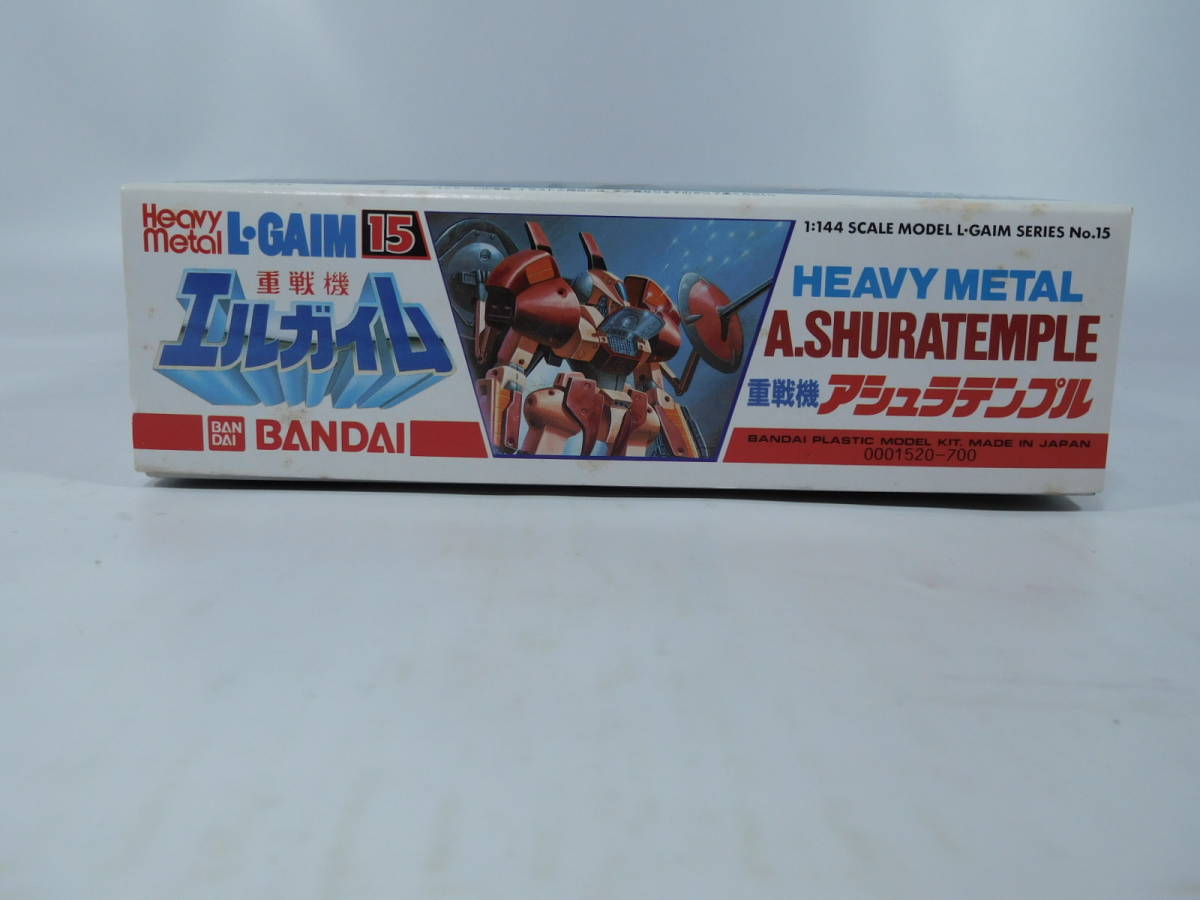 Heavy Metal L·GAIM 15
重戦機
エルガイム
BAN DAI BANDAI
1:144 SCALE MODEL L·GAIM SERIES No.15
HEAVY METAL
A.SHURATEMPLE
重戦機 アシュラテンプル
BANDAI PLASTIC MODEL KIT. MADE IN JAPAN
0001520-700